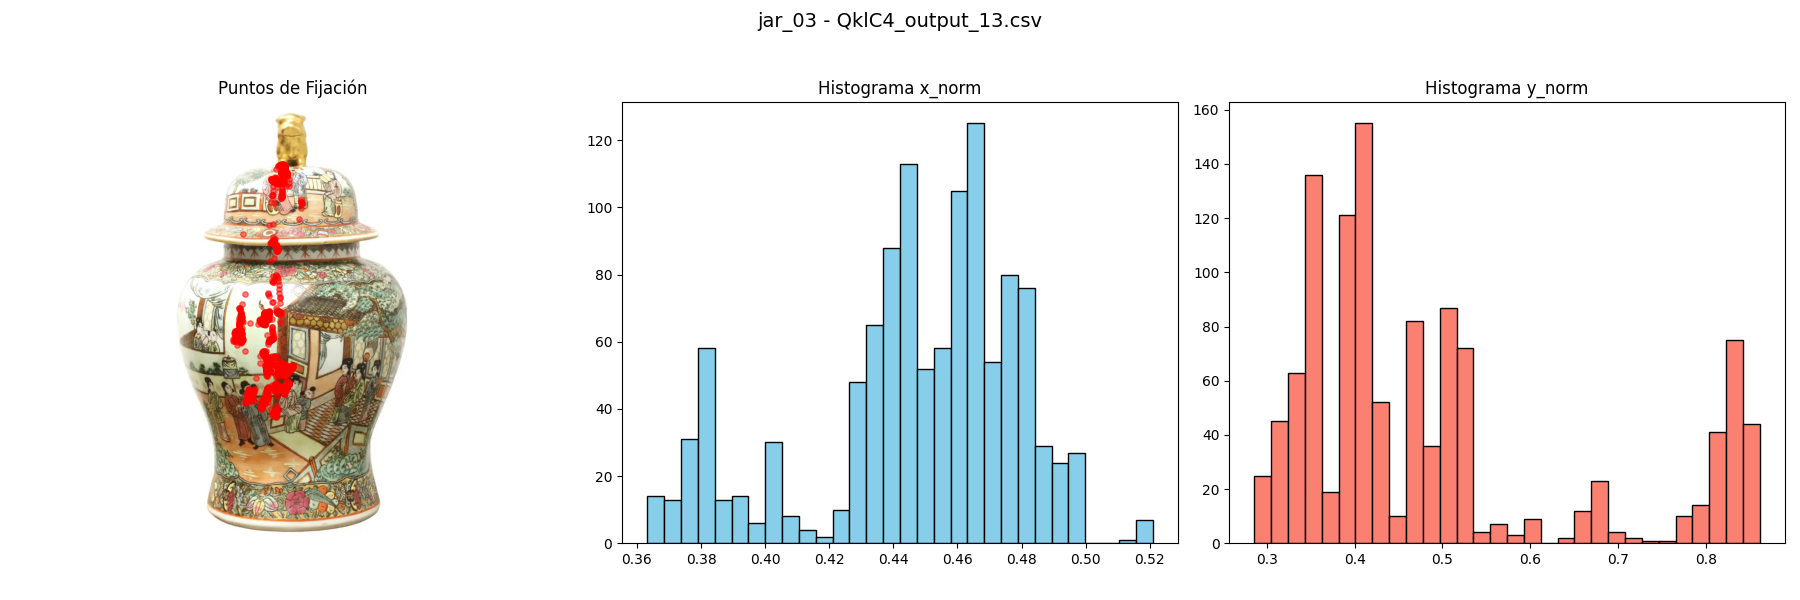 jar_03 - QklC4_output_13.csv
Puntos de Fijación
Histograma x_norm
Histograma y_norm
120
100
80
60
40
20
0
0.36 0.38 0.40 0.42 0.44 0.46 0.48 0.50 0.52
160
140
120
100
80
60
40
20
0
0.3 0.4 0.5 0.6 0.7 0.8